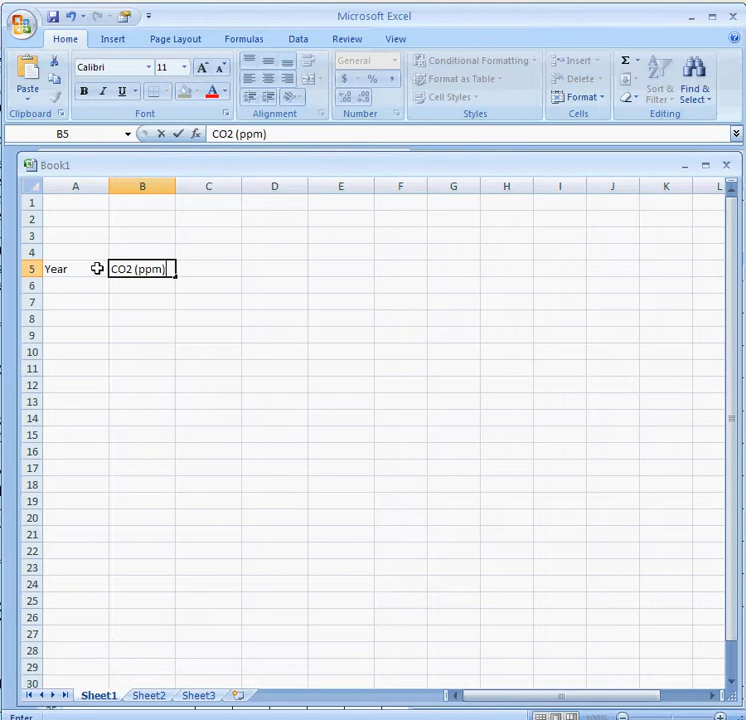 Microsoft Excel
Home Insert Page Layout Formulas Data Review View
Paste
Calibri 11
B I U A
General
$ % ,
Conditional Formatting
Format as Table
Cell Styles
Insert
Delete
Format
Σ
Sort & Filter
Find & Select
Clipboard Font Alignment Number Styles Cells Editing
B5 fx CO2 (ppm)
Book1
A B C D E F G H I J K L
1
2
3
4
5 Year CO2 (ppm)
6
7
8
9
10
11
12
13
14
15
16
17
18
19
20
21
22
23
24
25
26
27
28
29
30
Sheet1 Sheet2 Sheet3
Enter 100%